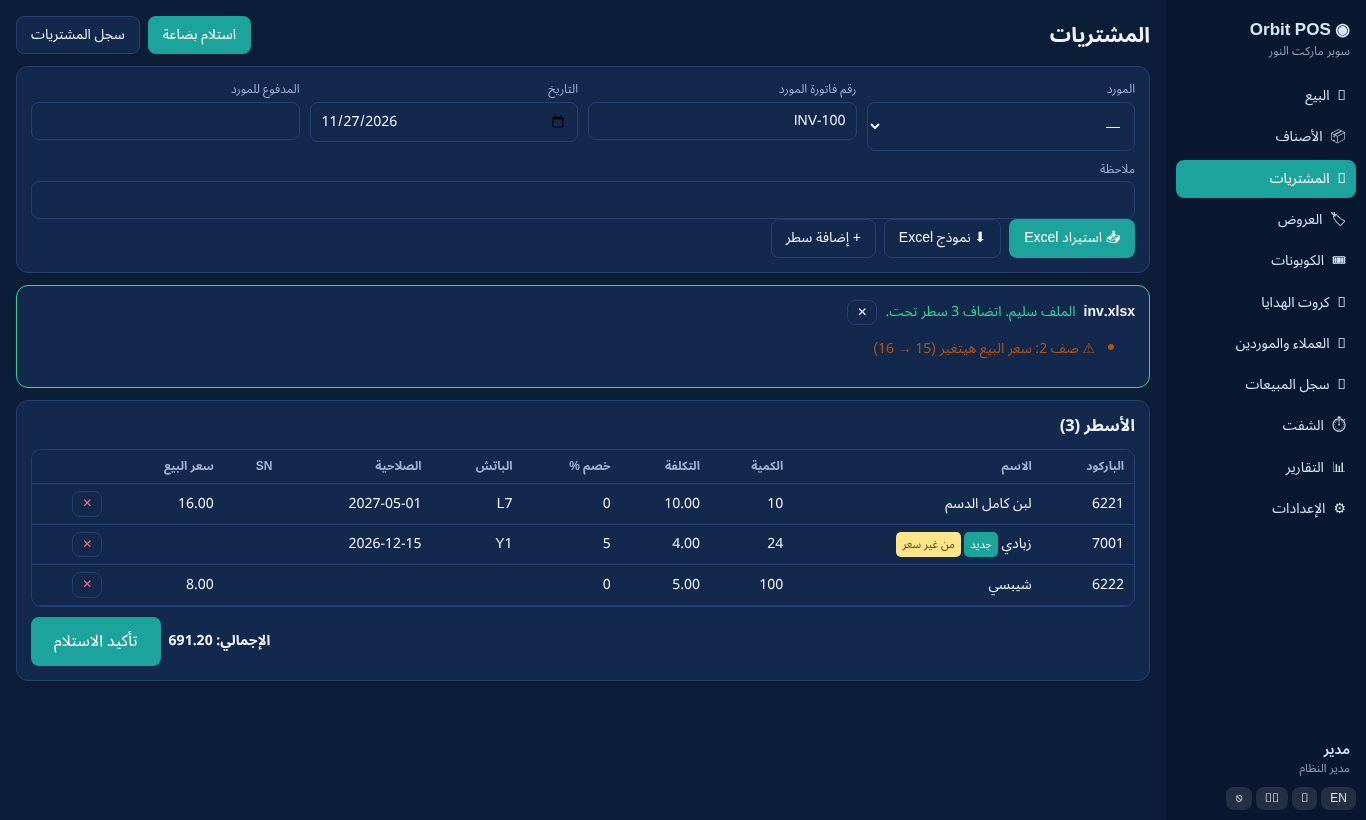 Orbit POS
سوبر ماركت النور
البيع
الأصناف
المشتريات
العروض
الكوبونات
كروت الهدايا
العملاء والموردين
سجل المبيعات
الشفت
التقارير
الإعدادات
مدير
مدير النظام
EN
المشتريات
استلام بضاعة
سجل المشتريات
المورد
رقم فاتورة المورد
التاريخ
المدفوع للمورد
—
INV-100
11/27/2026
ملاحظة
استيراد Excel
⬇ نموذج Excel
+ إضافة سطر
inv.xlsx الملف سليم. اتضاف 3 سطر تحت. ✕
⚠ صف 2: سعر البيع هيتغير (15 → 16)
الأسطر (3)
الباركود الاسم الكمية التكلفة خصم % الباتش الصلاحية SN سعر البيع
6221 لبن كامل الدسم 10 10.00 0 L7 2027-05-01 16.00 ✕
7001 زبادي جديد من غير سعر 24 4.00 5 Y1 2026-12-15 ✕
6222 شيبسي 100 5.00 0 8.00 ✕
الإجمالي: 691.20
تأكيد الاستلام